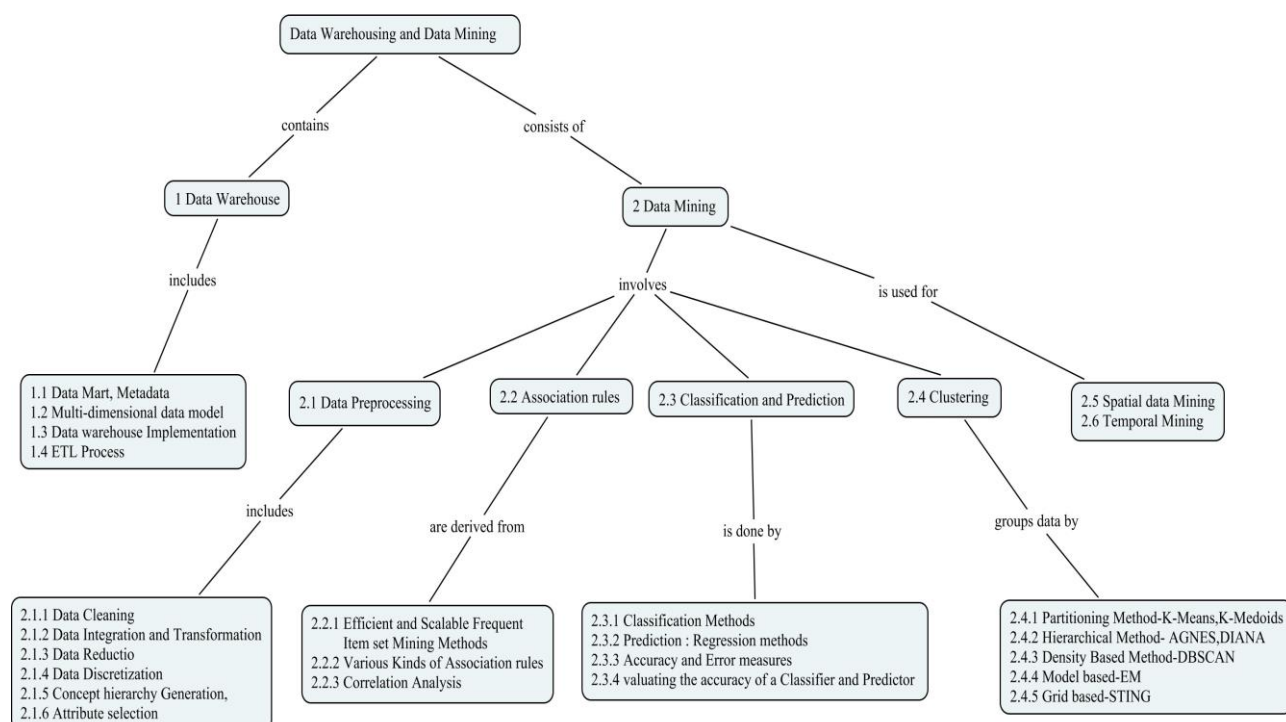 Data Warehousing and Data Mining
contains
consists of
1 Data Warehouse
2 Data Mining
includes
involves
is used for
1.1 Data Mart, Metadata
1.2 Multi-dimensional data model
1.3 Data warehouse Implementation
1.4 ETL Process
2.1 Data Preprocessing
2.2 Association rules
2.3 Classification and Prediction
2.4 Clustering
2.5 Spatial data Mining
2.6 Temporal Mining
includes
are derived from
is done by
groups data by
2.1.1 Data Cleaning
2.1.2 Data Integration and Transformation
2.1.3 Data Reductio
2.1.4 Data Discretization
2.1.5 Concept hierarchy Generation,
2.1.6 Attribute selection
2.2.1 Efficient and Scalable Frequent
Item set Mining Methods
2.2.2 Various Kinds of Association rules
2.2.3 Correlation Analysis
2.3.1 Classification Methods
2.3.2 Prediction : Regression methods
2.3.3 Accuracy and Error measures
2.3.4 valuating the accuracy of a Classifier and Predictor
2.4.1 Partitioning Method-K-Means,K-Medoids
2.4.2 Hierarchical Method- AGNES,DIANA
2.4.3 Density Based Method-DBSCAN
2.4.4 Model based-EM
2.4.5 Grid based-STING